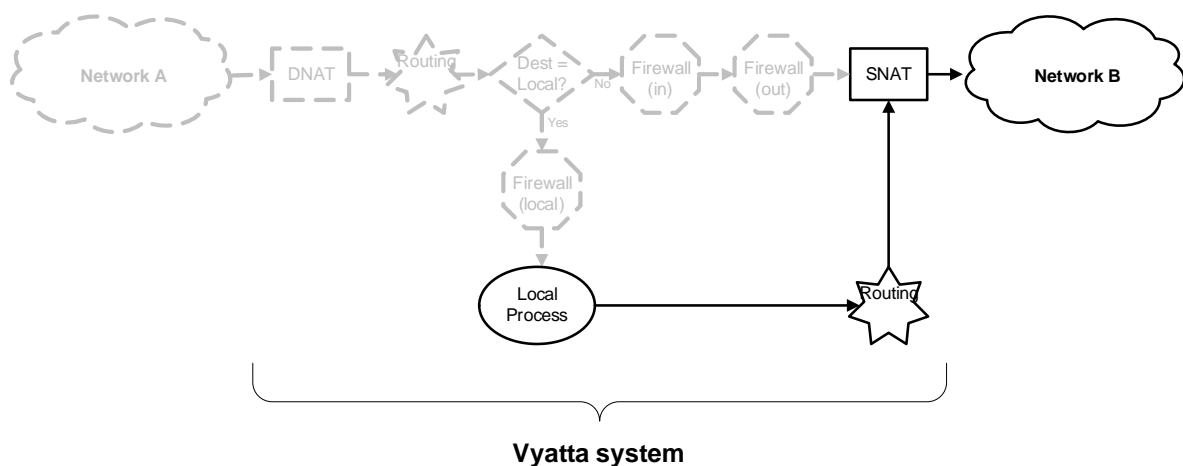 Network A
DNAT
Routing
Dest =
Local?
No
Firewall
(in)
Firewall
(out)
SNAT
Network B
Yes
Firewall
(local)
Local
Process
Routing
Vyatta system